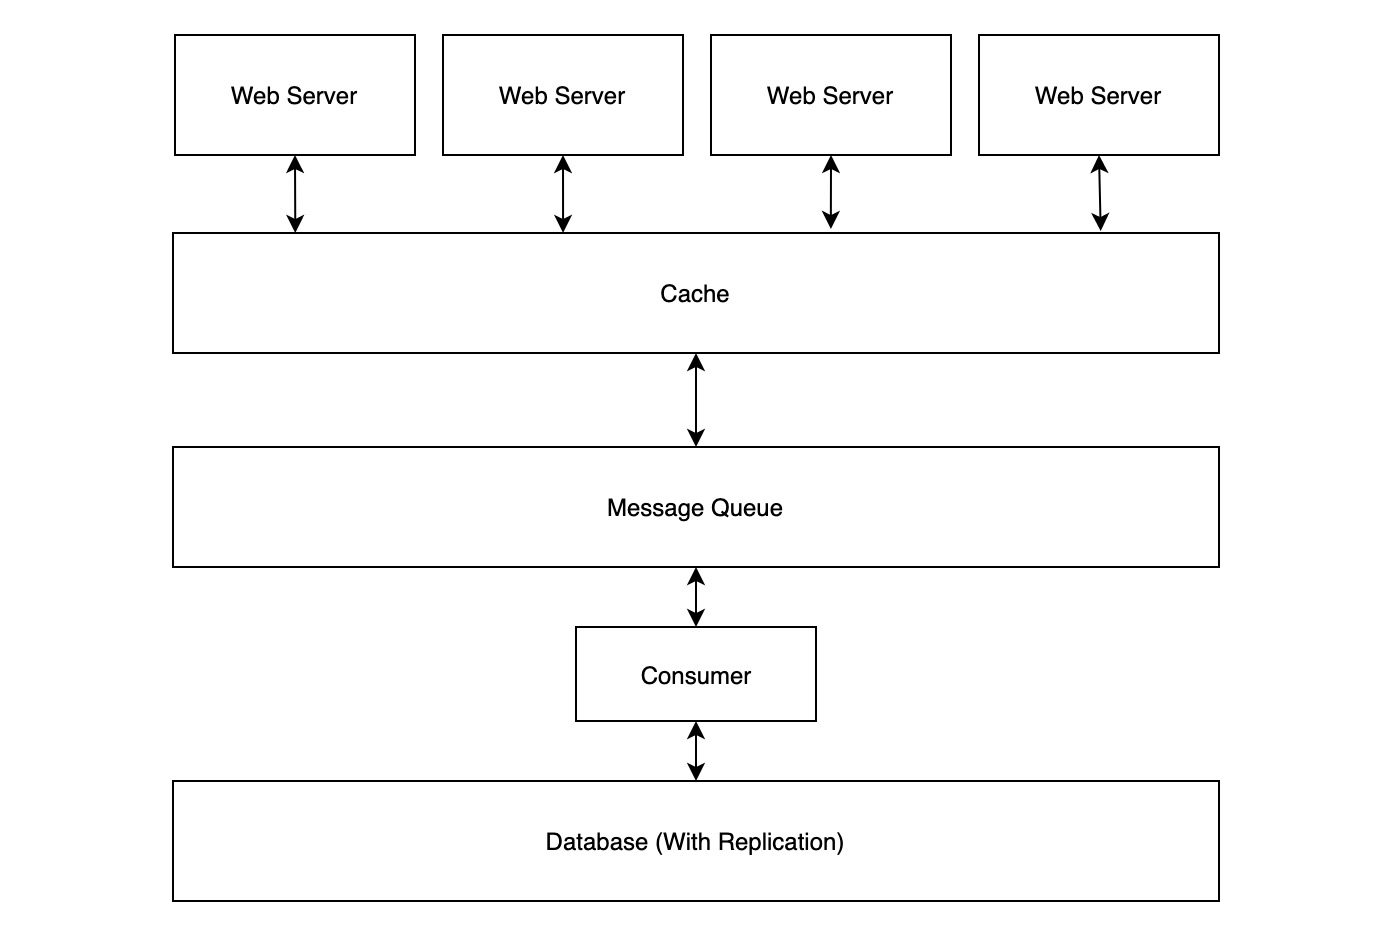 Web Server
Web Server
Web Server
Web Server
Cache
Message Queue
Consumer
Database (With Replication)